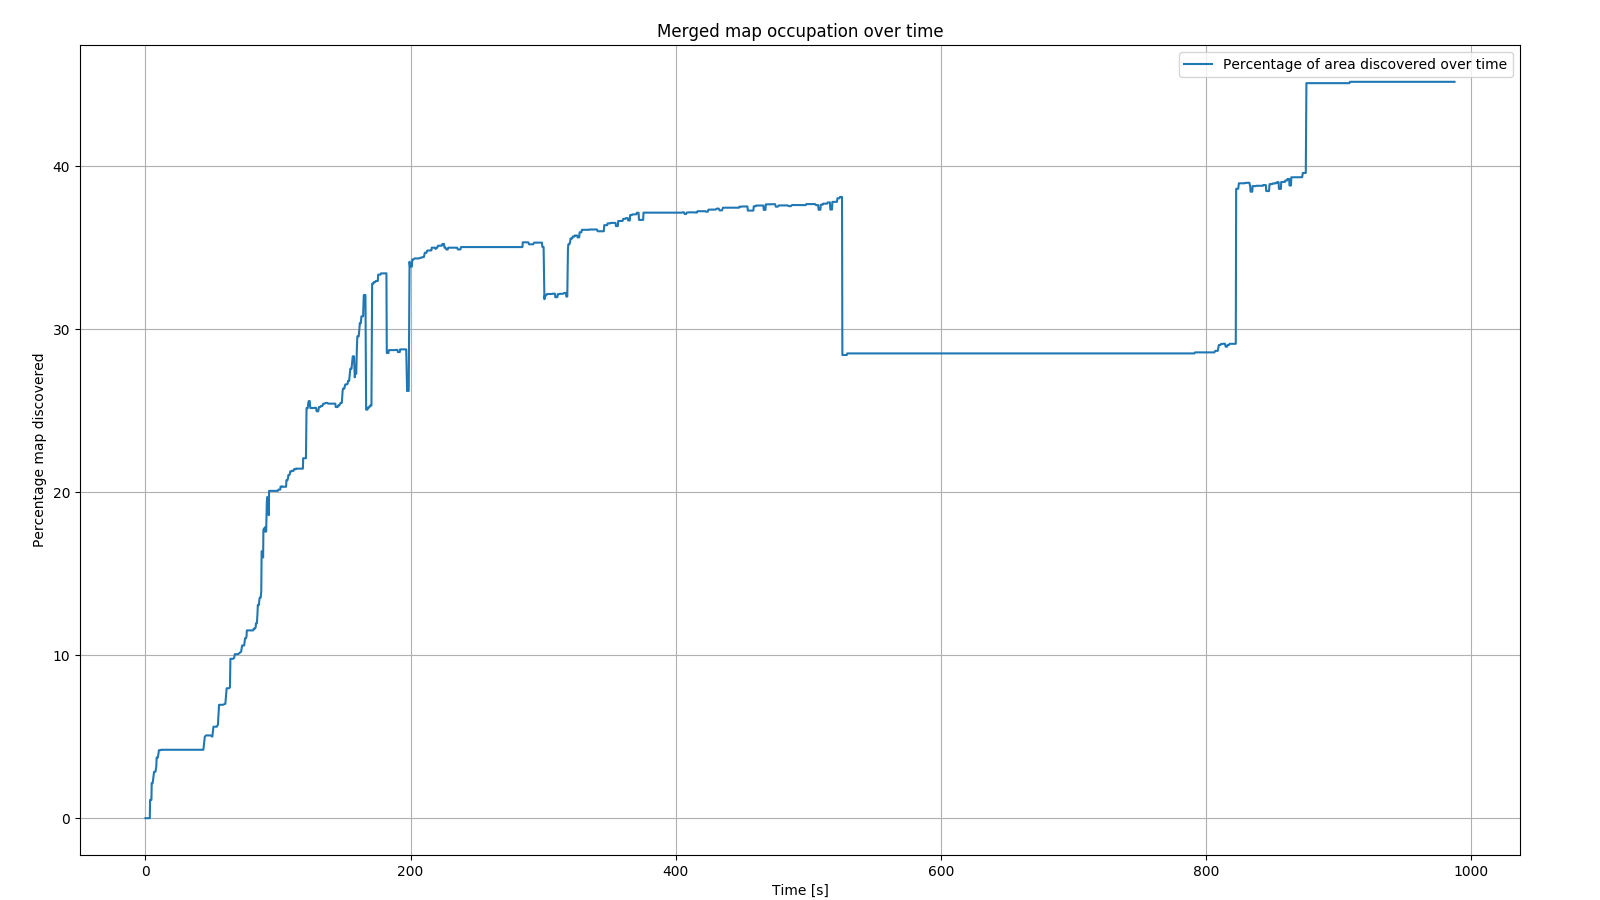 Merged map occupation over time
Percentage of area discovered over time
Percentage map discovered
40
30
20
10
0
0 200 400 600 800 1000
Time [s]